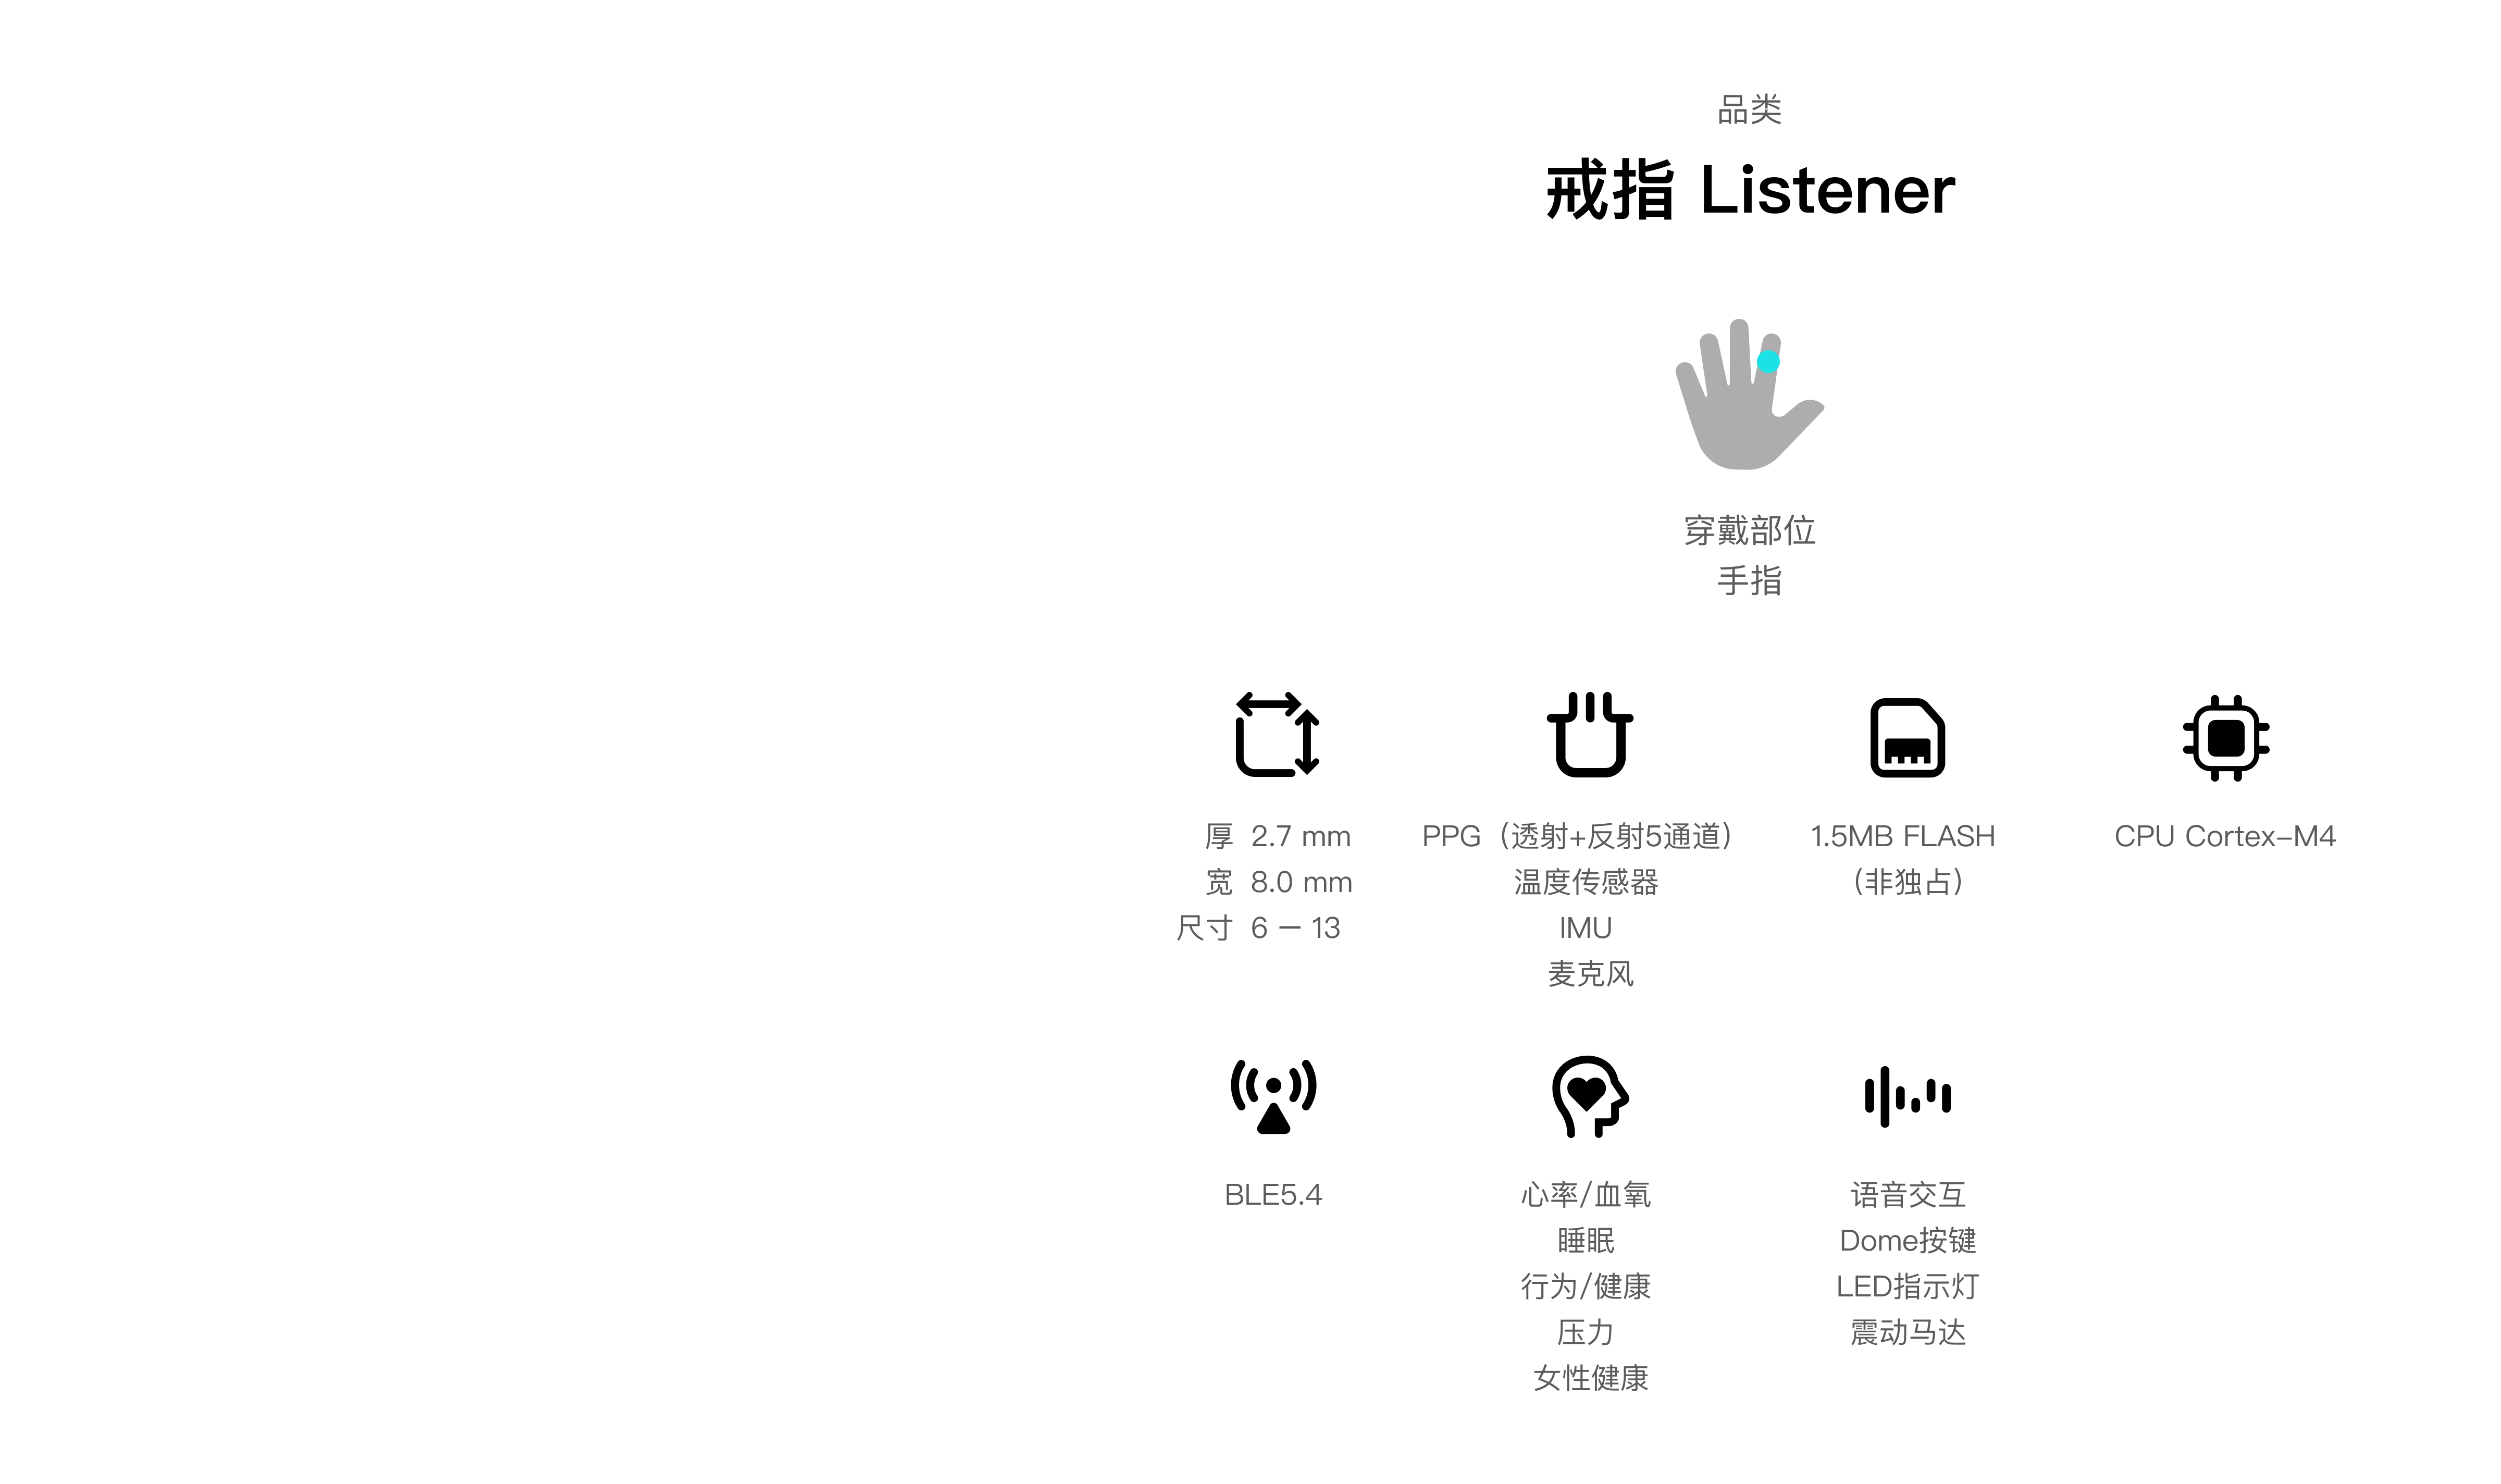 品类
戒指 Listener
穿戴部位
手指
厚 2.7 mm
宽 8.0 mm
尺寸 6 – 13
PPG（透射+反射5通道）
温度传感器
IMU
麦克风
1.5MB FLASH
（非独占）
CPU Cortex-M4
BLE5.4
心率/血氧
睡眠
行为/健康
压力
女性健康
语音交互
Dome按键
LED指示灯
震动马达